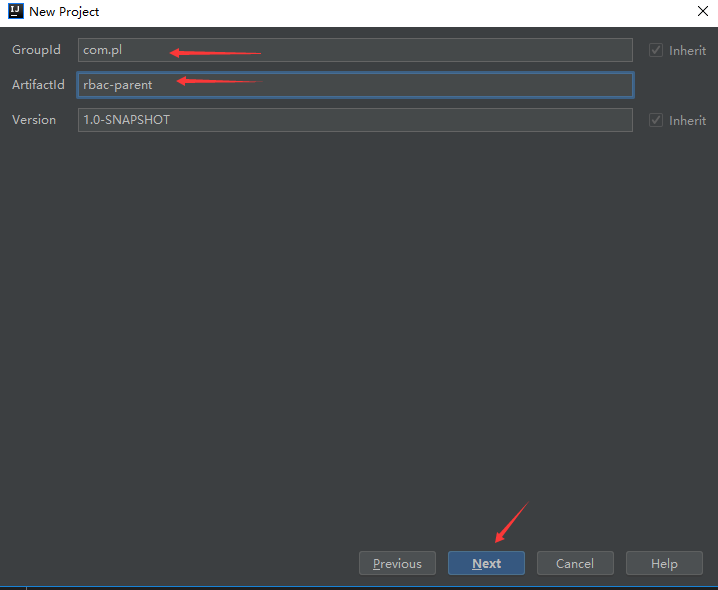 IJ New Project
GroupId com.pl Inherit
ArtifactId rbac-parent
Version 1.0-SNAPSHOT Inherit
Previous Next Cancel Help